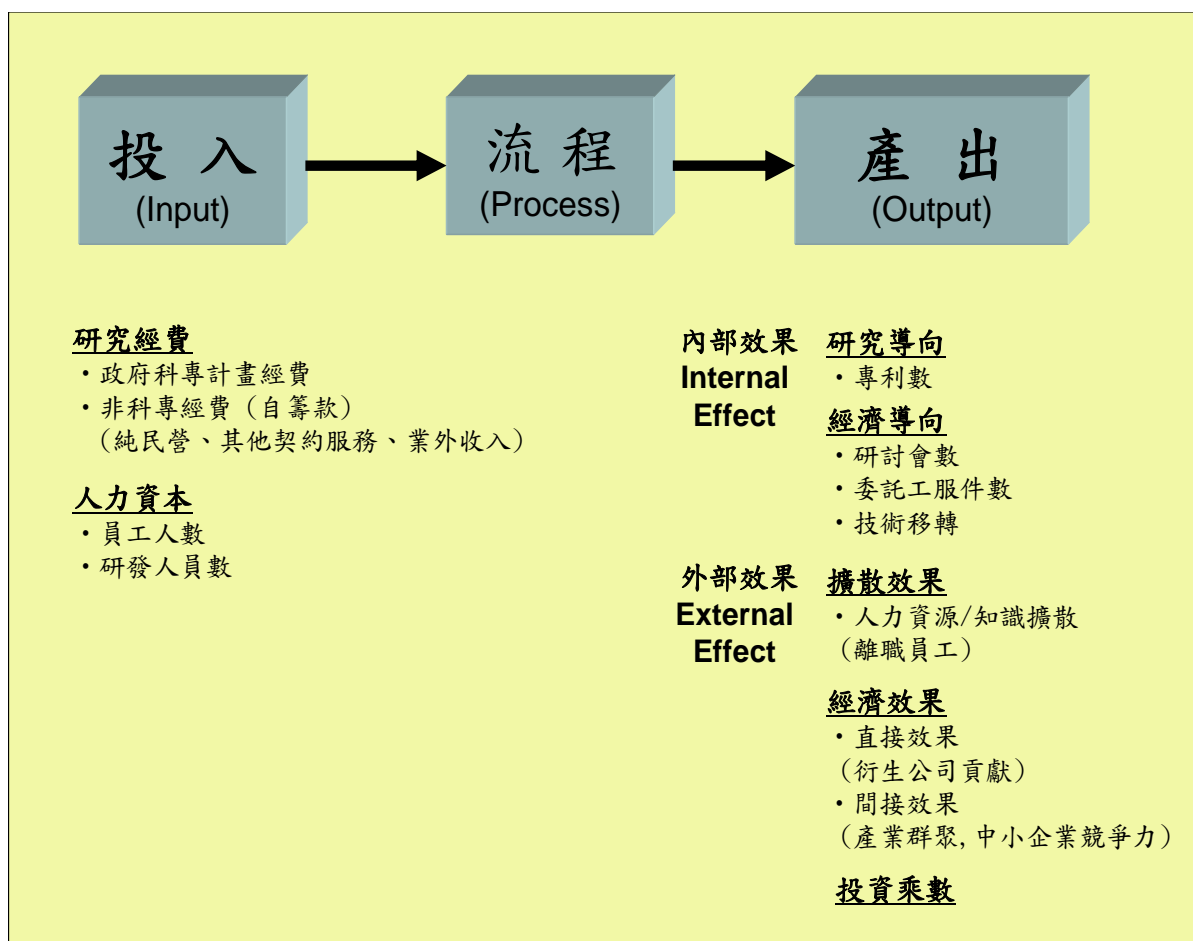 投 入
(Input)
流 程
(Process)
產 出
(Output)
研究經費
・政府科專計畫經費
・非科專經費（自籌款）
（純民營、其他契約服務、業外收入）
人力資本
・員工人數
・研發人員數
內部效果
Internal
Effect
研究導向
・專利數
經濟導向
・研討會數
・委託工服件數
・技術移轉
外部效果
External
Effect
擴散效果
・人力資源/知識擴散
（離職員工）
經濟效果
・直接效果
（衍生公司貢獻）
・間接效果
（產業群聚, 中小企業競爭力）
投資乘數